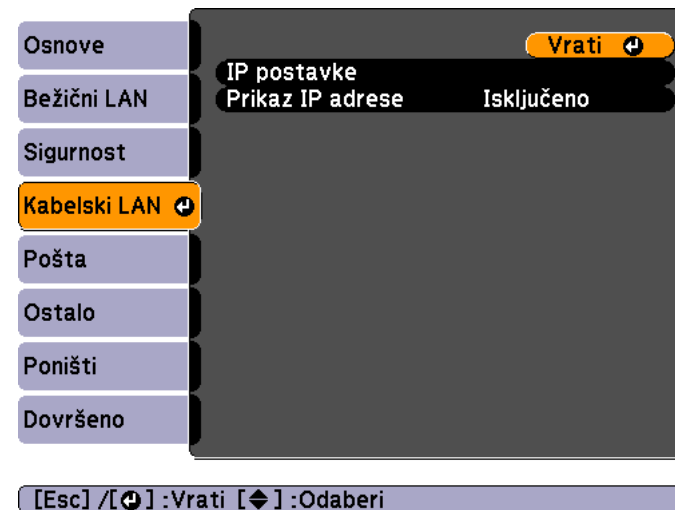 Osnove
Bežični LAN
Sigurnost
Kabelski LAN
Pošta
Ostalo
Poništi
Dovršeno
Vrati
IP postavke
Prikaz IP adrese Isključeno
[Esc] /[⏎] :Vrati [◆] :Odaberi